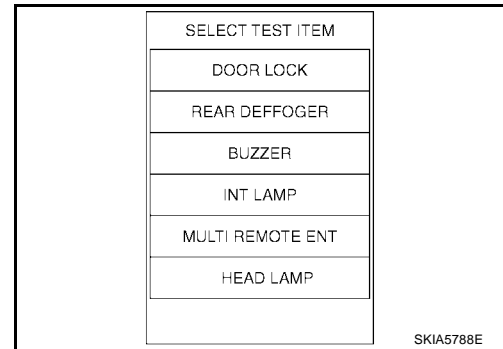 SELECT TEST ITEM
DOOR LOCK
REAR DEFFOGER
BUZZER
INT LAMP
MULTI REMOTE ENT
HEAD LAMP
SKIA5788E